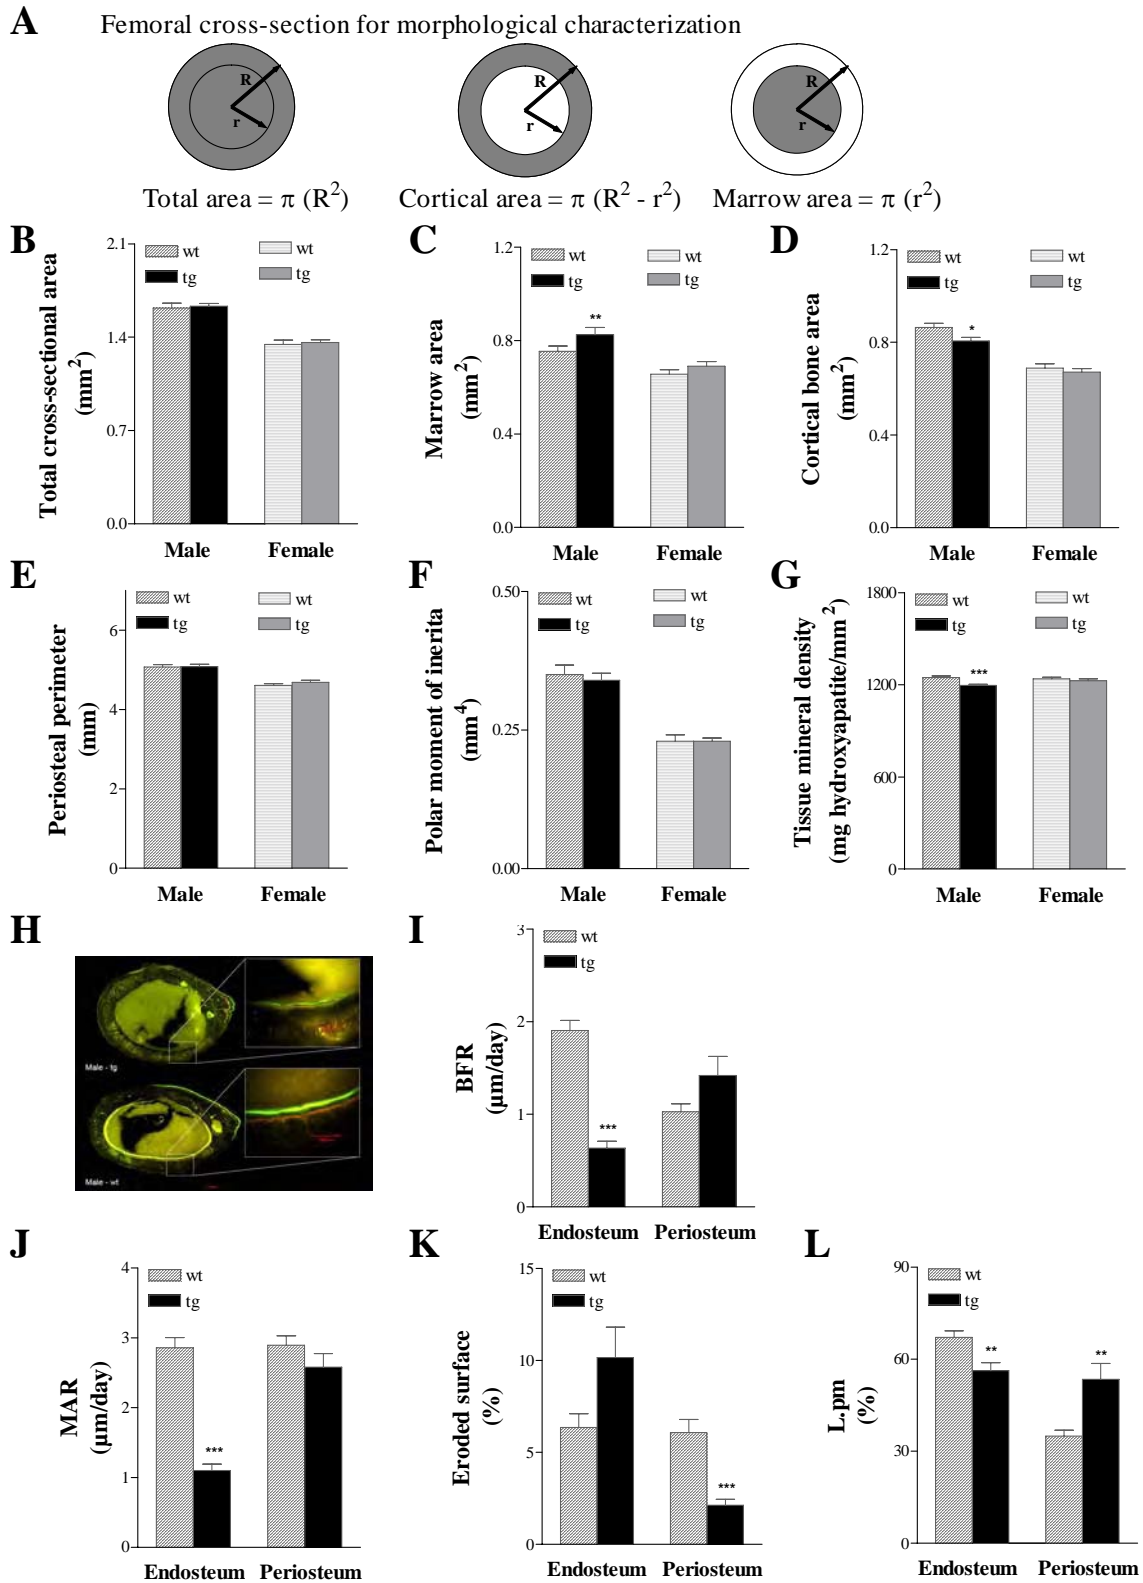 A
Femoral cross-section for morphological characterization
R
r
R
r
R
r
Total area = π (R²)
Cortical area = π (R² - r²)
Marrow area = π (r²)
B
Total cross-sectional area
(mm²)
2.1
1.4
0.7
0.0
wt
tg
wt
tg
Male
Female
C
Marrow area
(mm²)
1.2
0.8
0.4
0.0
wt
tg
wt
tg
**
Male
Female
D
Cortical bone area
(mm²)
1.2
0.8
0.4
0.0
wt
tg
wt
tg
*
Male
Female
E
Periosteal perimeter
(mm)
6
4
2
0
wt
tg
wt
tg
Male
Female
F
Polar moment of inerita
(mm⁴)
0.50
0.25
0.00
wt
tg
wt
tg
Male
Female
G
Tissue mineral density
(mg hydroxyapatite/mm²)
1800
1200
600
0
wt
tg
wt
tg
***
Male
Female
H
Male - tg
Male - wt
I
BFR
(µm/day)
3
2
1
0
wt
tg
***
Endosteum
Periosteum
J
MAR
(µm/day)
4
3
2
1
0
wt
tg
***
Endosteum
Periosteum
K
Eroded surface
(%)
15
10
5
0
wt
tg
***
Endosteum
Periosteum
L
L.pm
(%)
90
60
30
0
wt
tg
**
**
Endosteum
Periosteum